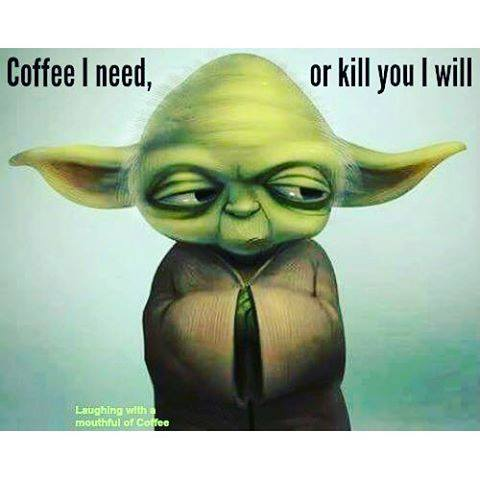 Coffee I need, or kill you I will
Laughing with a
mouthful of Coffee